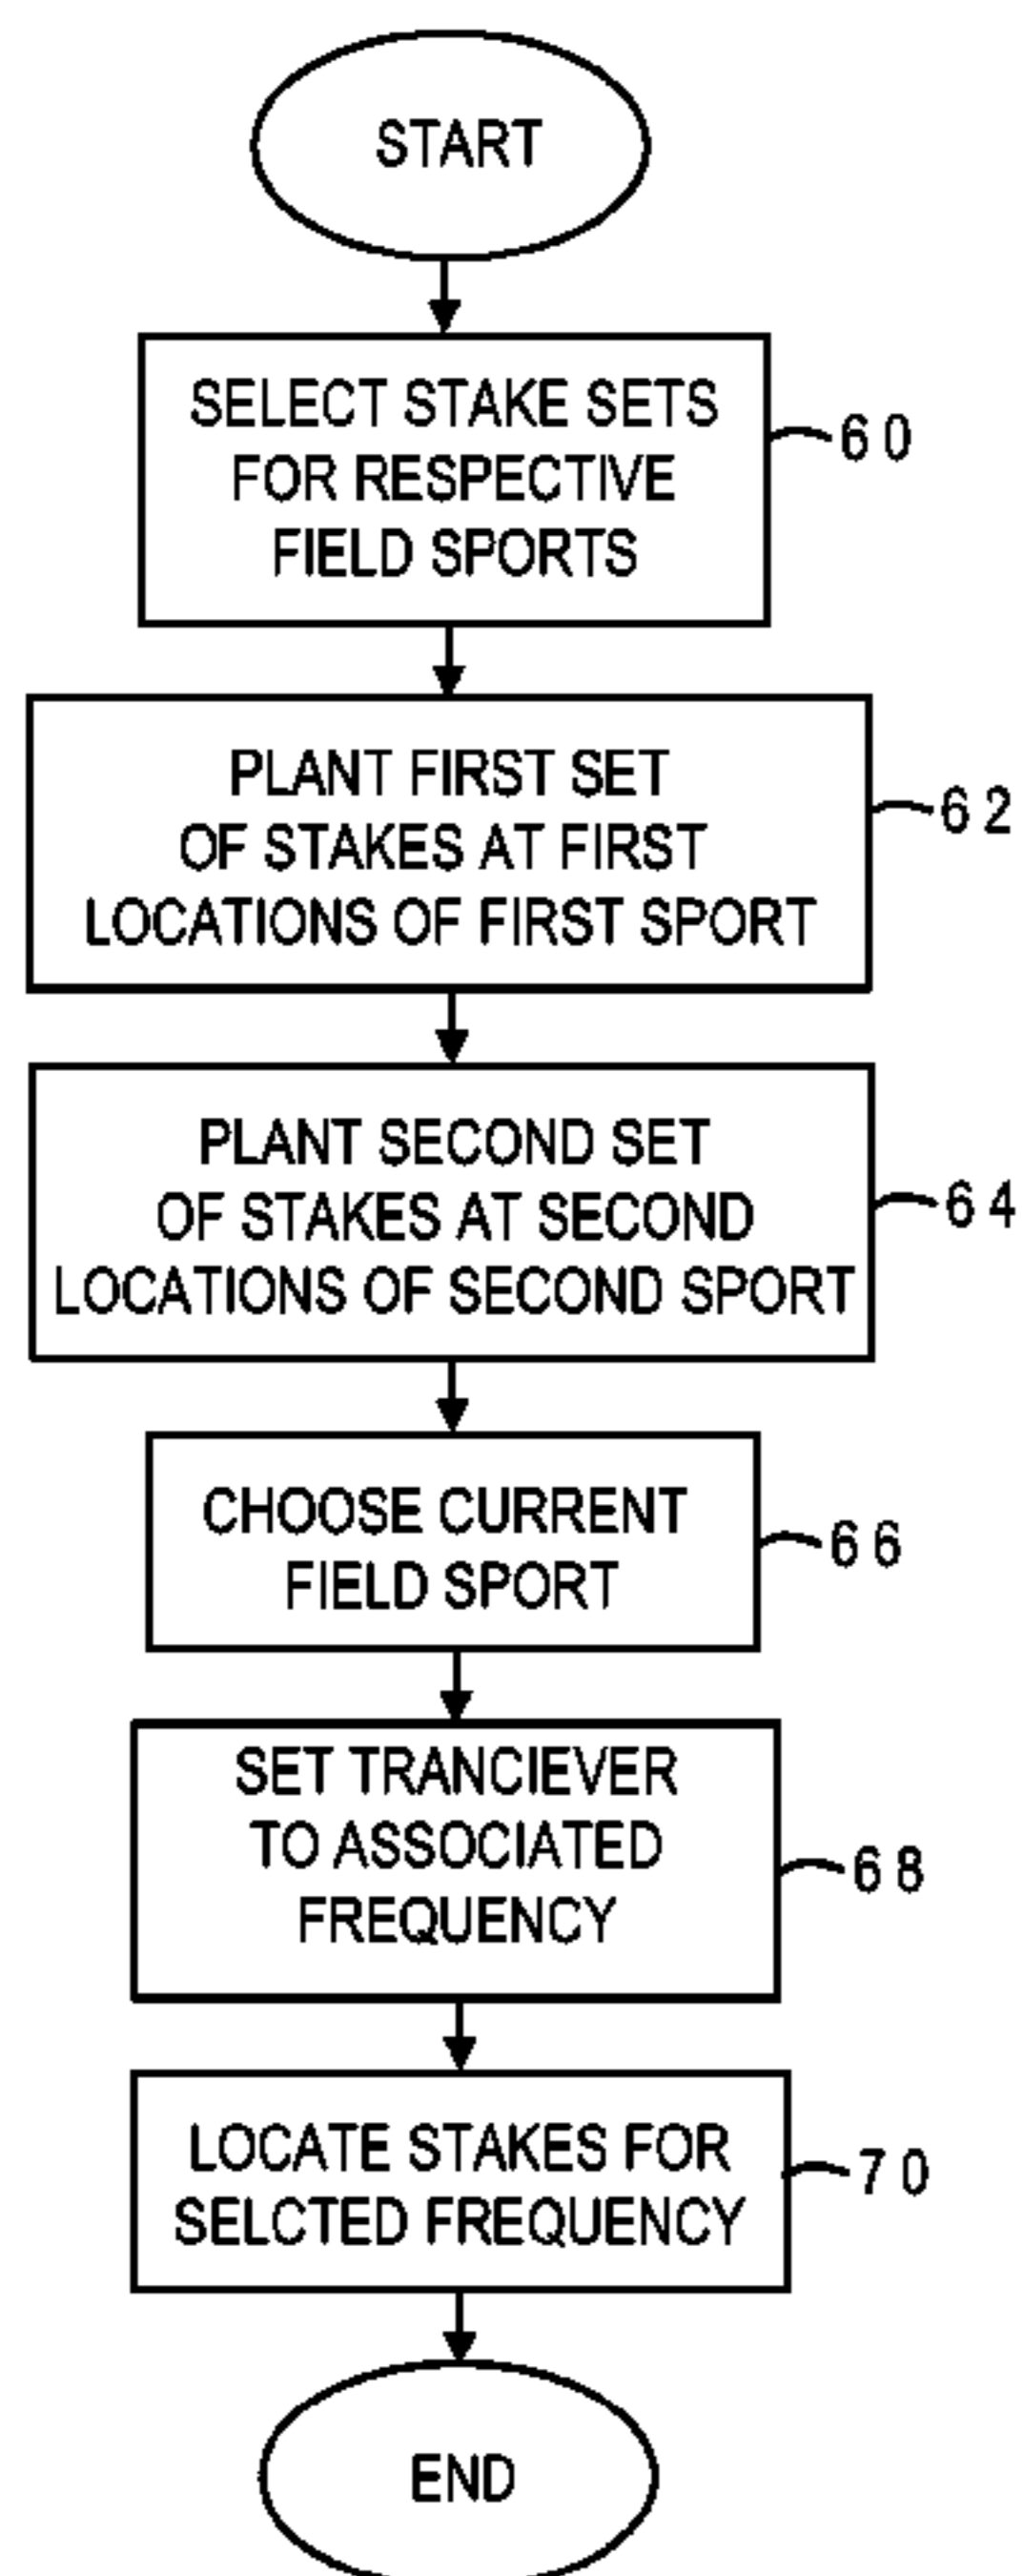 START
SELECT STAKE SETS
FOR RESPECTIVE
FIELD SPORTS
60
PLANT FIRST SET
OF STAKES AT FIRST
LOCATIONS OF FIRST SPORT
62
PLANT SECOND SET
OF STAKES AT SECOND
LOCATIONS OF SECOND SPORT
64
CHOOSE CURRENT
FIELD SPORT
66
SET TRANCIEVER
TO ASSOCIATED
FREQUENCY
68
LOCATE STAKES FOR
SELCTED FREQUENCY
70
END